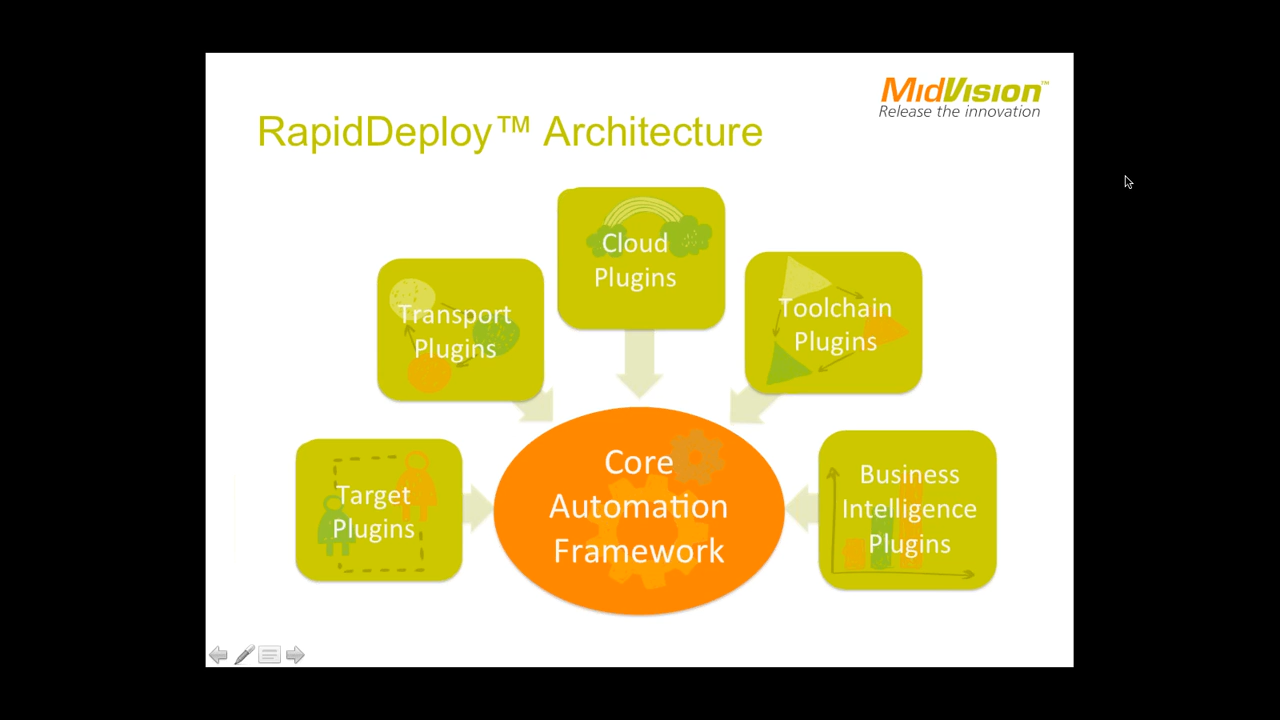 MidVision™
Release the innovation
RapidDeploy™ Architecture
Cloud
Plugins
Transport
Plugins
Toolchain
Plugins
Target
Plugins
Core
Automation
Framework
Business
Intelligence
Plugins